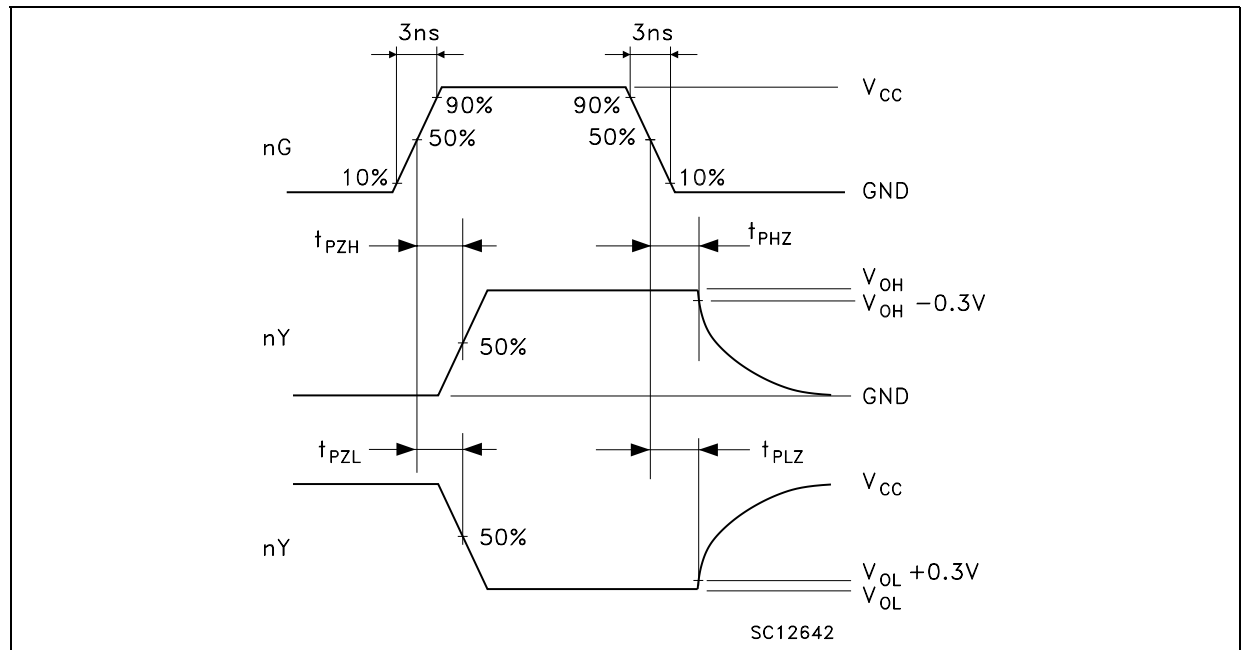 3ns 3ns
V_CC
90% 90%
50% 50%
nG
10% 10%
GND
t_PZH t_PHZ
V_OH
V_OH −0.3V
nY
50%
GND
t_PZL t_PLZ
V_CC
50%
nY
V_OL +0.3V
V_OL
SC12642